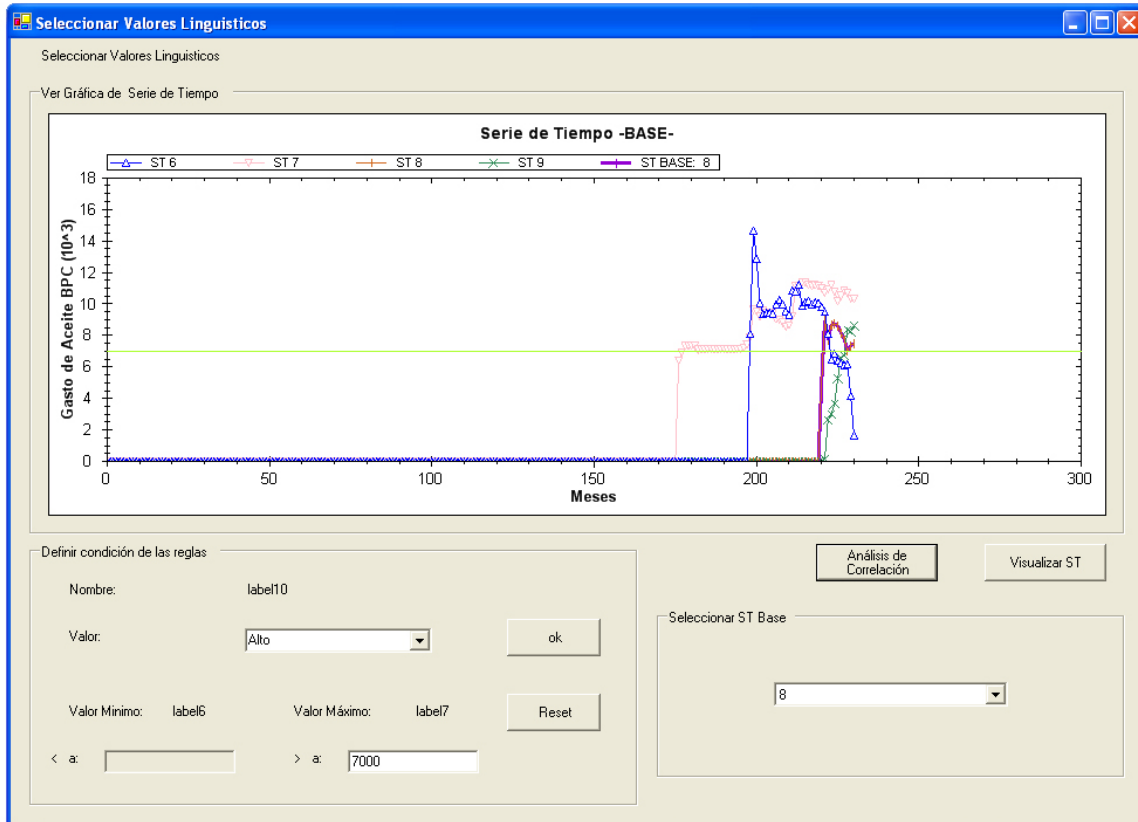 Seleccionar Valores Linguisticos
Seleccionar Valores Linguisticos
Ver Gráfica de Serie de Tiempo
Serie de Tiempo -BASE-
ST 6 ST 7 ST 8 ST 9 ST BASE: 8
Gasto de Aceite BPC (10^3)
18
16
14
12
10
8
6
4
2
0
0 50 100 150 200 250 300
Meses
Definir condición de las reglas
Nombre: label10
Valor: Alto ok
Valor Minimo: label6 Valor Máximo: label7 Reset
< a: > a: 7000
Análisis de Correlación Visualizar ST
Seleccionar ST Base
8